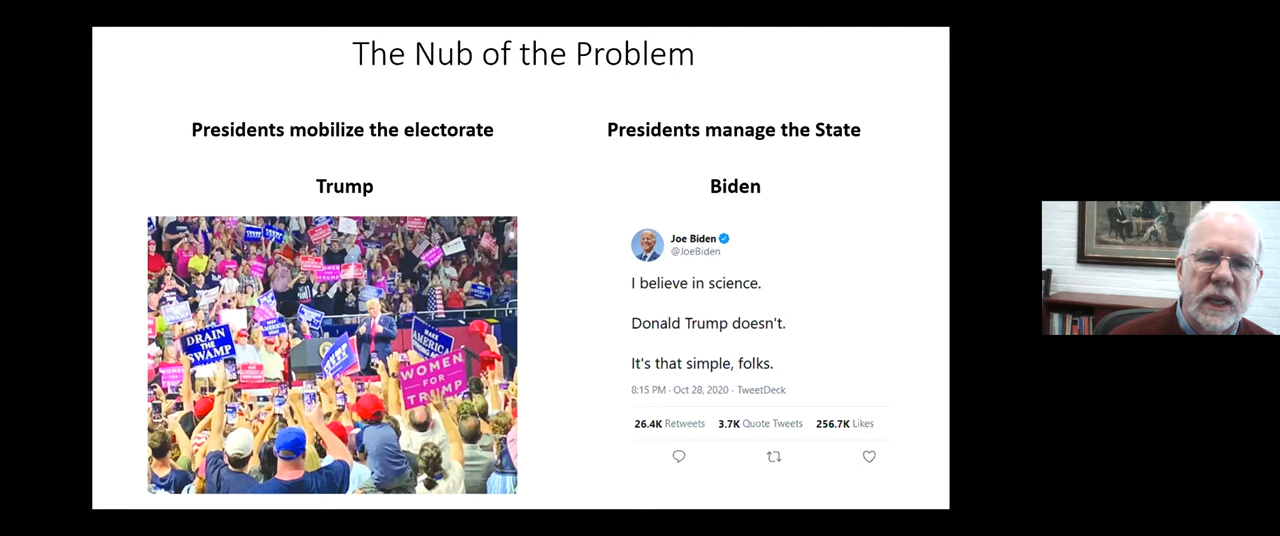 The Nub of the Problem
Presidents mobilize the electorate
Presidents manage the State
Trump
Biden
DRAIN
THE
SWAMP
WOMEN
FOR
TRUMP
MAKE
AMERICA
Joe Biden
@JoeBiden
I believe in science.
Donald Trump doesn't.
It's that simple, folks.
8:15 PM · Oct 28, 2020 · TweetDeck
26.4K Retweets 3.7K Quote Tweets 256.7K Likes